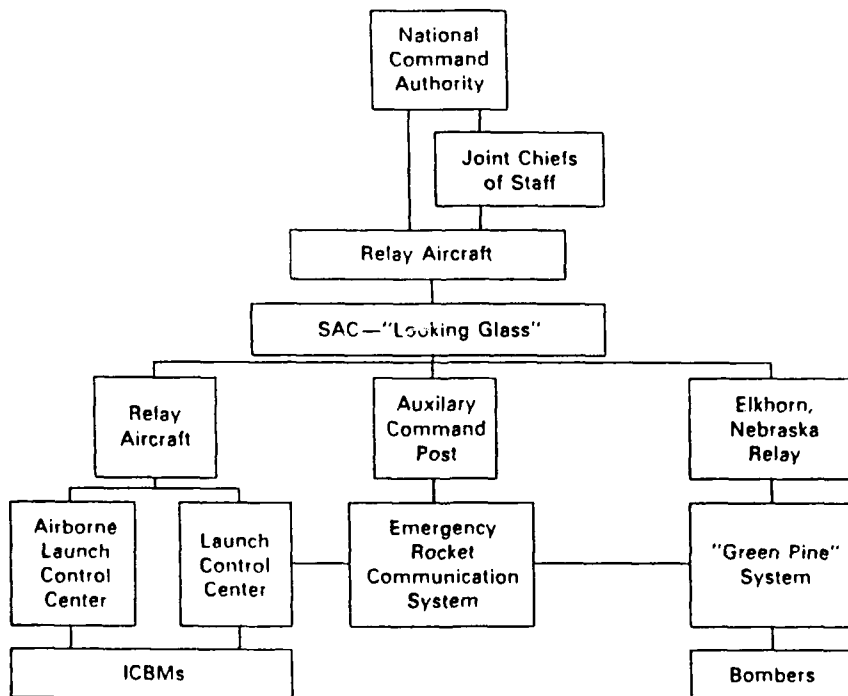 National
Command
Authority
Joint Chiefs
of Staff
Relay Aircraft
SAC—"Looking Glass"
Relay
Aircraft
Auxilary
Command
Post
Elkhorn,
Nebraska
Relay
Airborne
Launch
Control
Center
Launch
Control
Center
Emergency
Rocket
Communication
System
"Green Pine"
System
ICBMs
Bombers